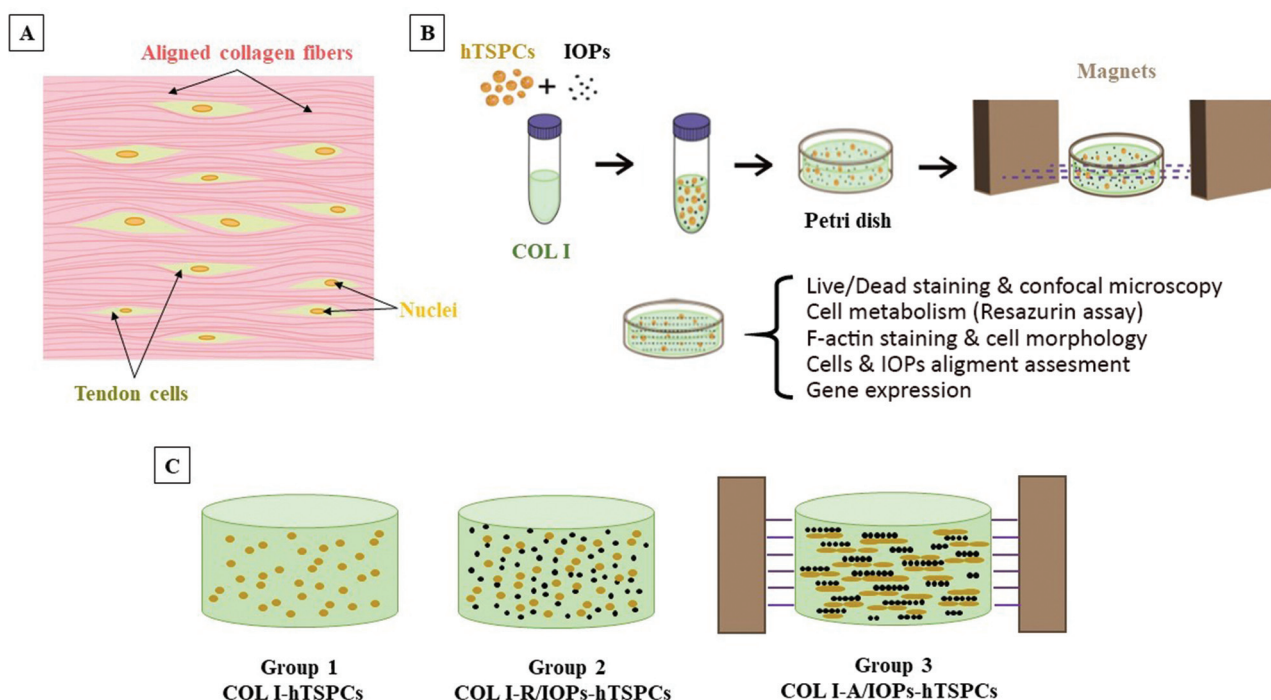 A
Aligned collagen fibers
Nuclei
Tendon cells
B
hTSPCs
IOPs
+
COL I
Petri dish
Magnets
Live/Dead staining & confocal microscopy
Cell metabolism (Resazurin assay)
F-actin staining & cell morphology
Cells & IOPs aligment assesment
Gene expression
C
Group 1
COL I-hTSPCs
Group 2
COL I-R/IOPs-hTSPCs
Group 3
COL I-A/IOPs-hTSPCs